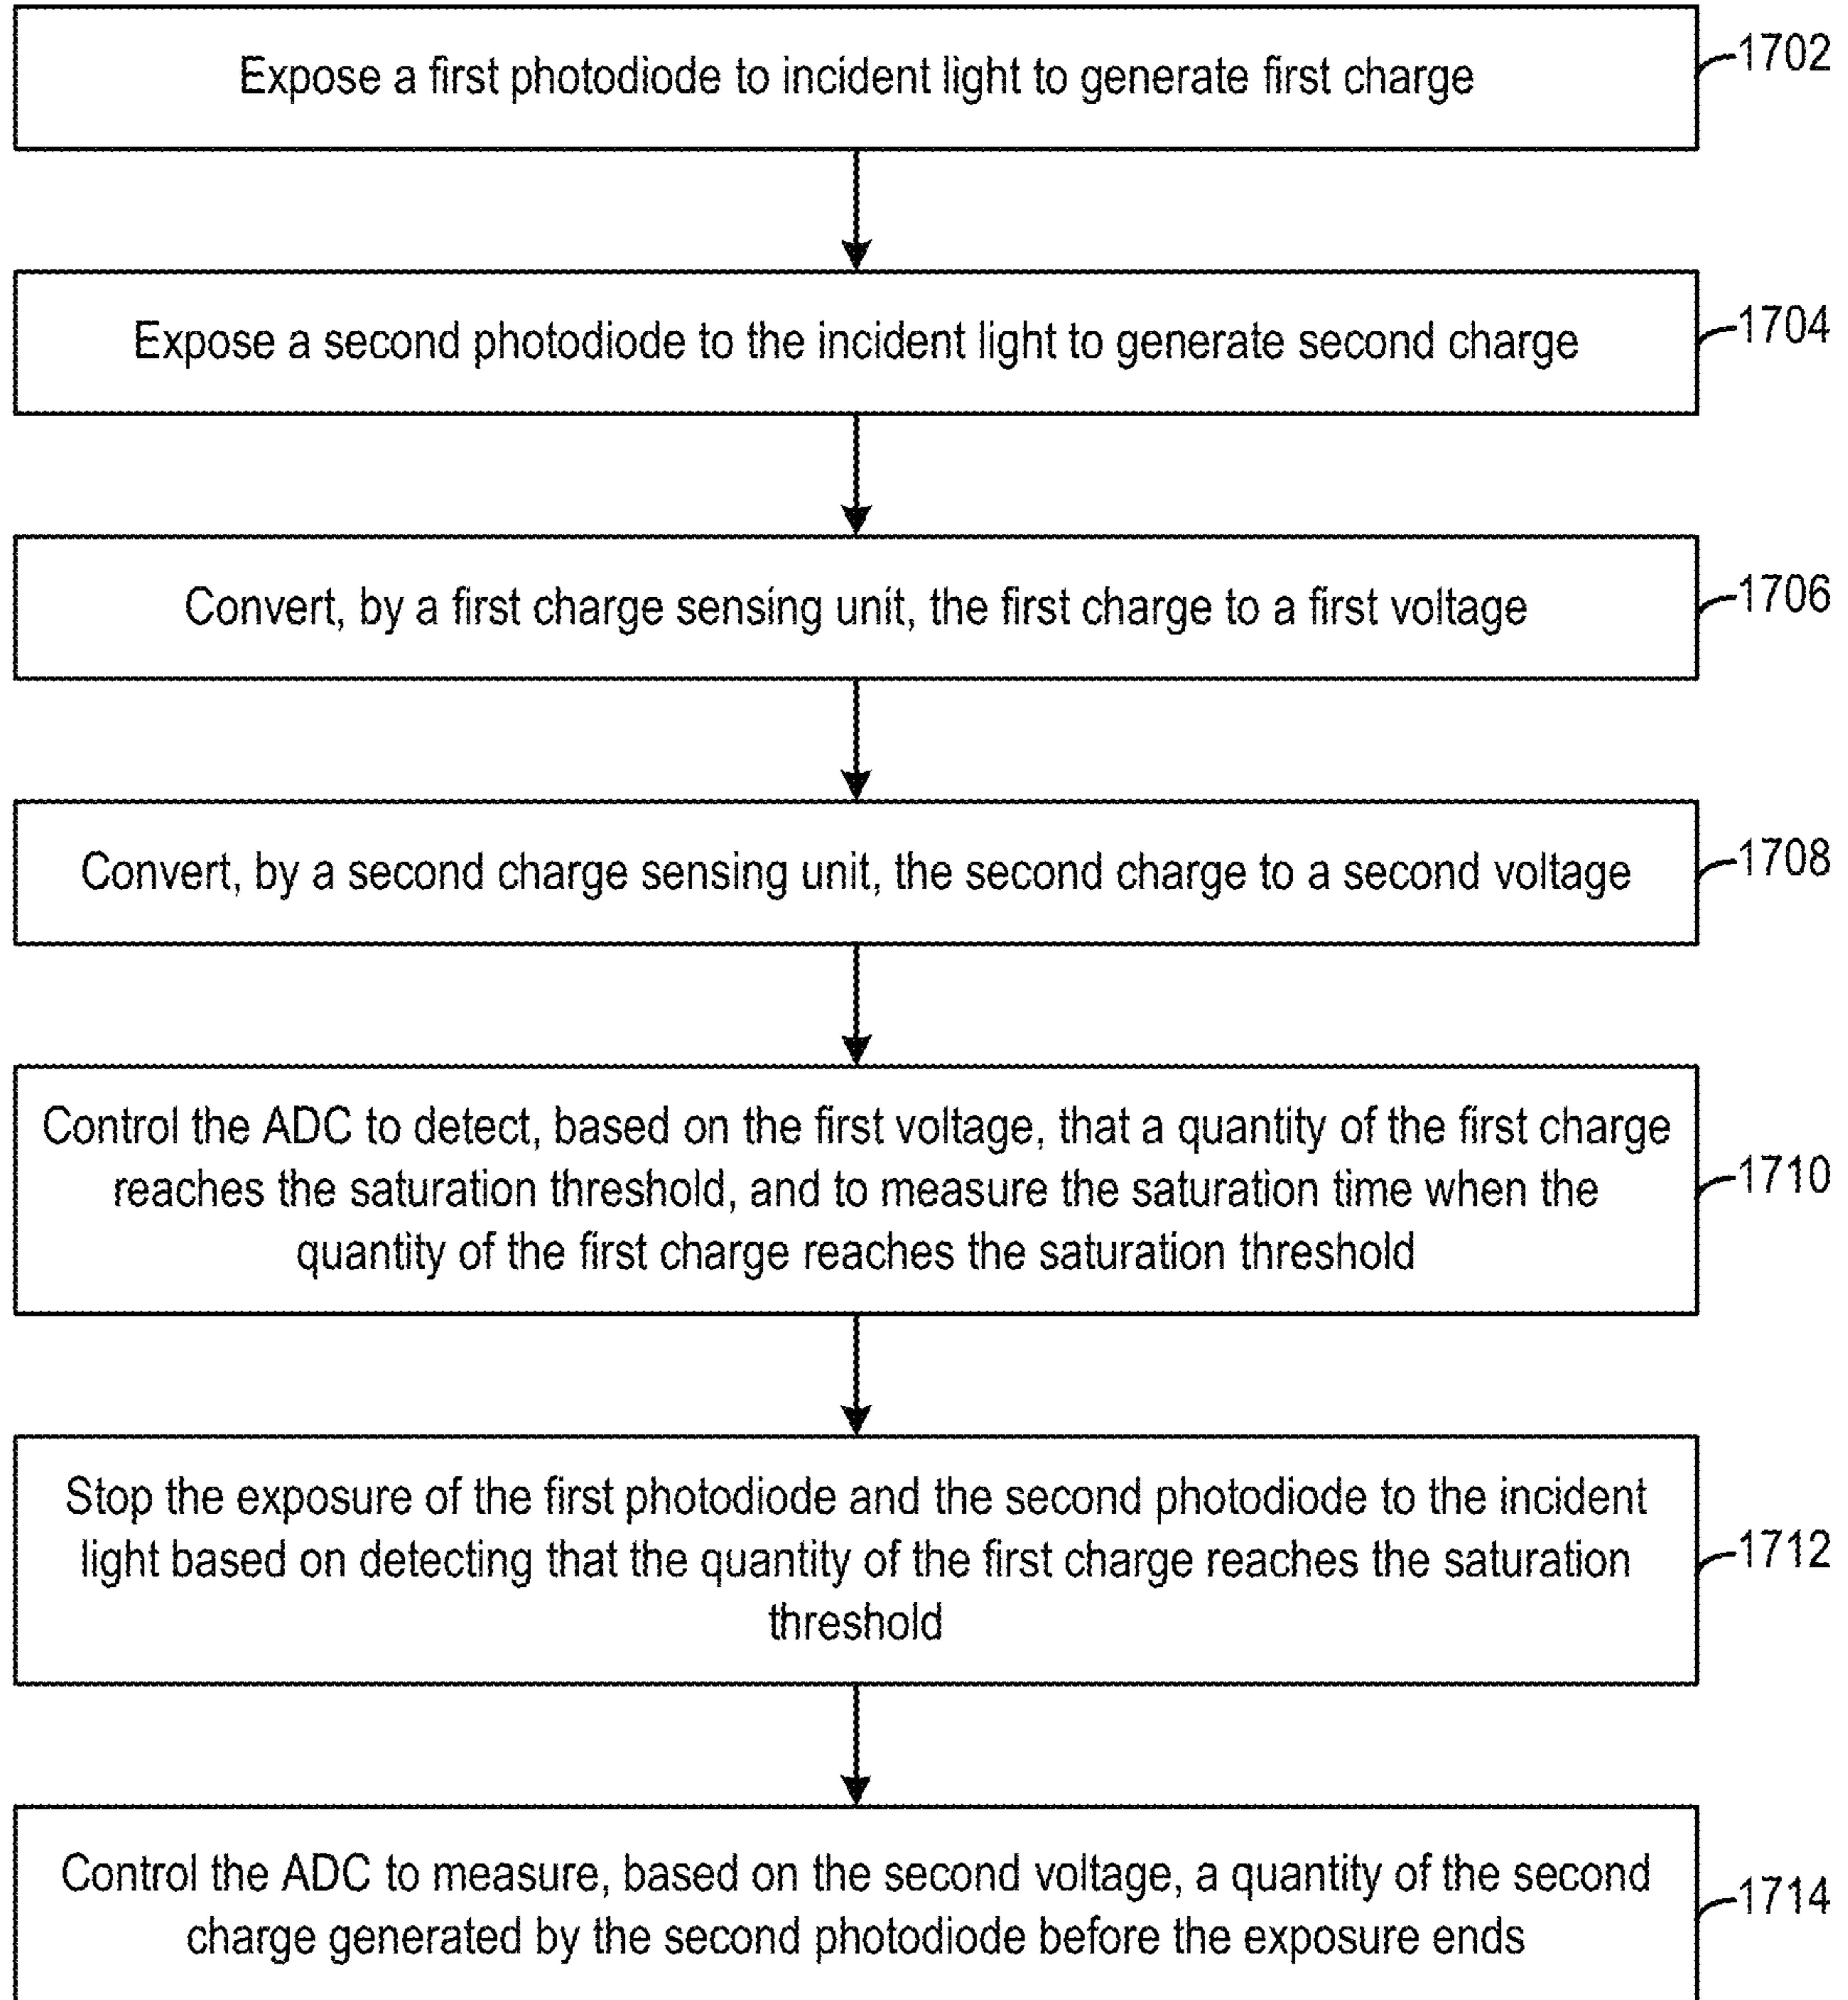 Expose a first photodiode to incident light to generate first charge
1702
Expose a second photodiode to the incident light to generate second charge
1704
Convert, by a first charge sensing unit, the first charge to a first voltage
1706
Convert, by a second charge sensing unit, the second charge to a second voltage
1708
Control the ADC to detect, based on the first voltage, that a quantity of the first charge
reaches the saturation threshold, and to measure the saturation time when the
quantity of the first charge reaches the saturation threshold
1710
Stop the exposure of the first photodiode and the second photodiode to the incident
light based on detecting that the quantity of the first charge reaches the saturation
threshold
1712
Control the ADC to measure, based on the second voltage, a quantity of the second
charge generated by the second photodiode before the exposure ends
1714